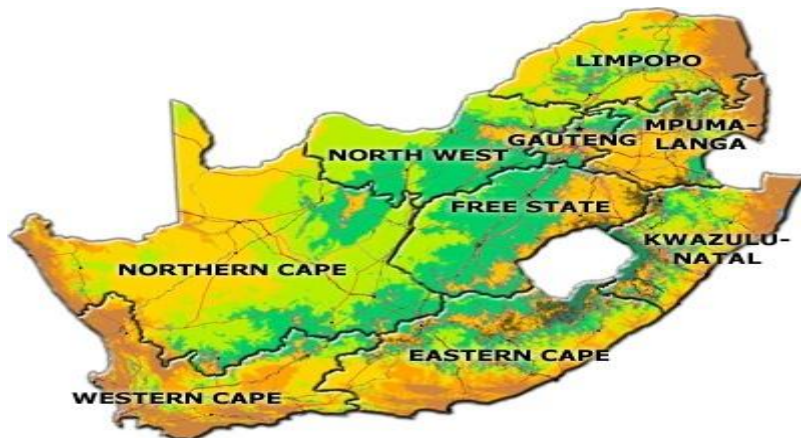 LIMPOPO
MPUMA-
LANGA
GAUTENG
NORTH WEST
FREE STATE
KWAZULU-
NATAL
NORTHERN CAPE
EASTERN CAPE
WESTERN CAPE